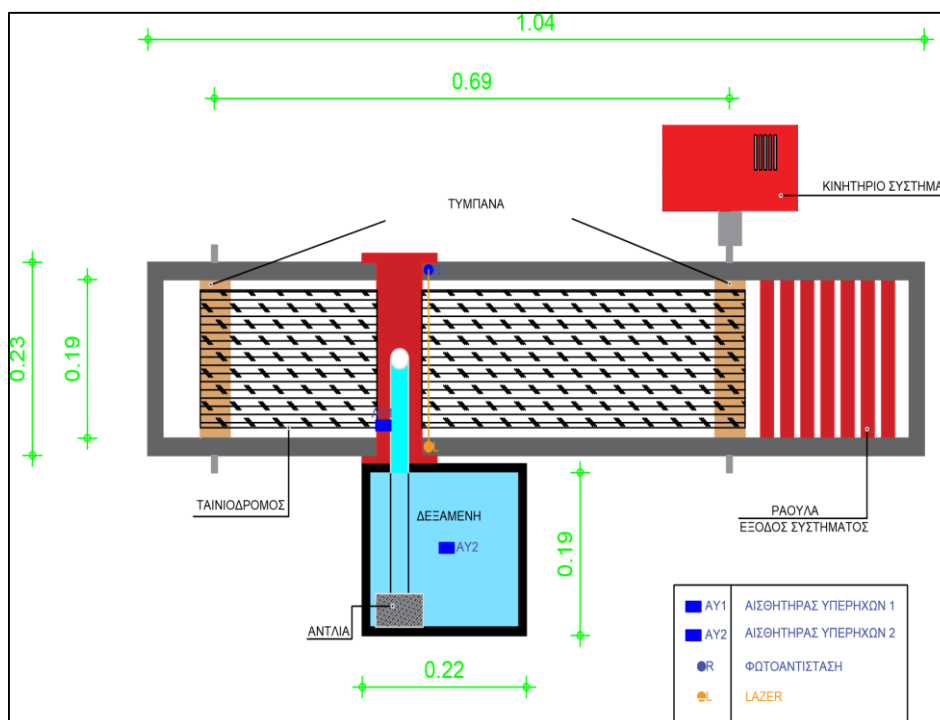 1.04
0.69
ΚΙΝΗΤΗΡΙΟ ΣΥΣΤΗΜΑ
ΤΥΜΠΑΝΑ
R
0.23
0.19
L
ΤΑΙΝΙΟΔΡΟΜΟΣ
ΔΕΞΑΜΕΝΗ
ΡΑΟΥΛΑ
ΕΞΟΔΟΣ ΣΥΣΤΗΜΑΤΟΣ
AY2
0.19
ΑΝΤΛΙΑ
0.22
AY1 ΑΙΣΘΗΤΗΡΑΣ ΥΠΕΡΗΧΩΝ 1
AY2 ΑΙΣΘΗΤΗΡΑΣ ΥΠΕΡΗΧΩΝ 2
R ΦΩΤΟΑΝΤΙΣΤΑΣΗ
L LAZER